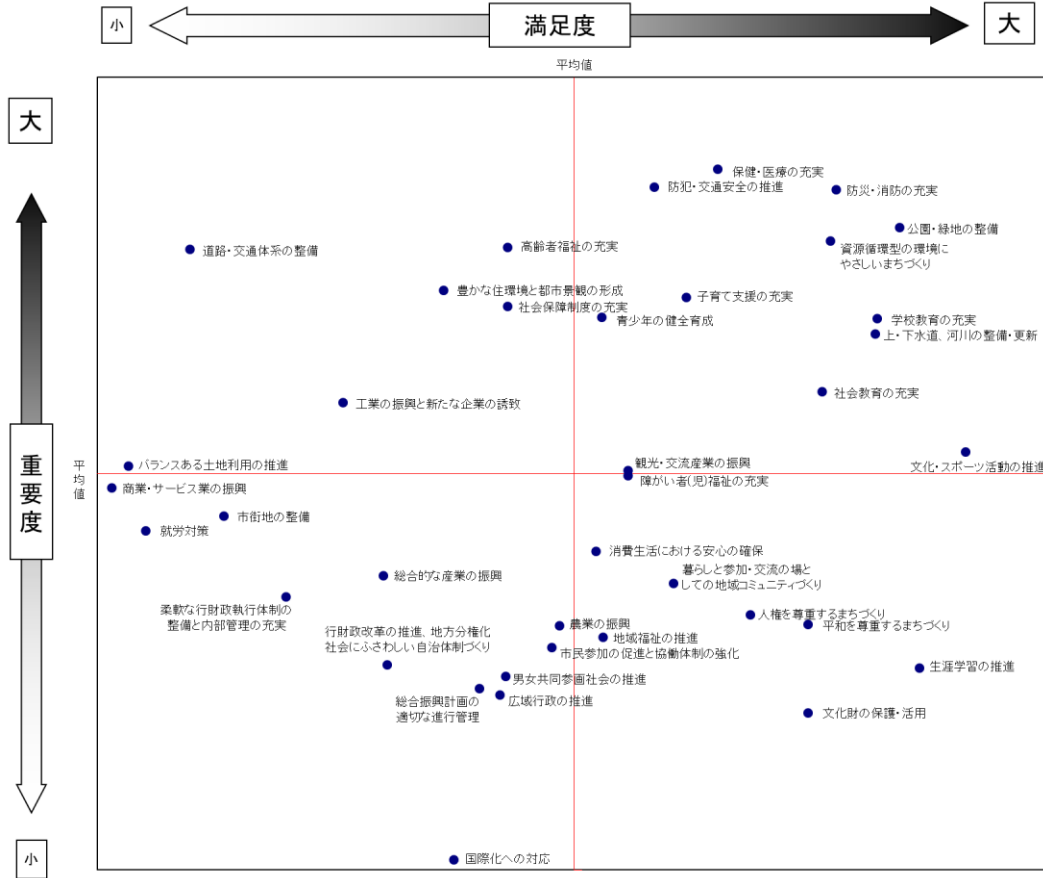 小
満足度
大
平均値
大
保健・医療の充実
防犯・交通安全の推進
防災・消防の充実
公園・緑地の整備
道路・交通体系の整備
高齢者福祉の充実
資源循環型の環境に
やさしいまちづくり
豊かな住環境と都市景観の形成
子育て支援の充実
社会保障制度の充実
青少年の健全育成
学校教育の充実
上・下水道、河川の整備・更新
社会教育の充実
工業の振興と新たな企業の誘致
重要度
平均値
バランスある土地利用の推進
観光・交流産業の振興
文化・スポーツ活動の推進
障がい者(児)福祉の充実
商業・サービス業の振興
市街地の整備
就労対策
消費生活における安心の確保
総合的な産業の振興
暮らしと参加・交流の場と
しての地域コミュニティづくり
柔軟な行財政執行体制の
整備と内部管理の充実
人権を尊重するまちづくり
平和を尊重するまちづくり
農業の振興
行財政改革の推進、地方分権化
社会にふさわしい自治体制づくり
地域福祉の推進
市民参加の促進と協働体制の強化
生涯学習の推進
男女共同参画社会の推進
総合振興計画の
適切な進行管理
広域行政の推進
文化財の保護・活用
小
国際化への対応